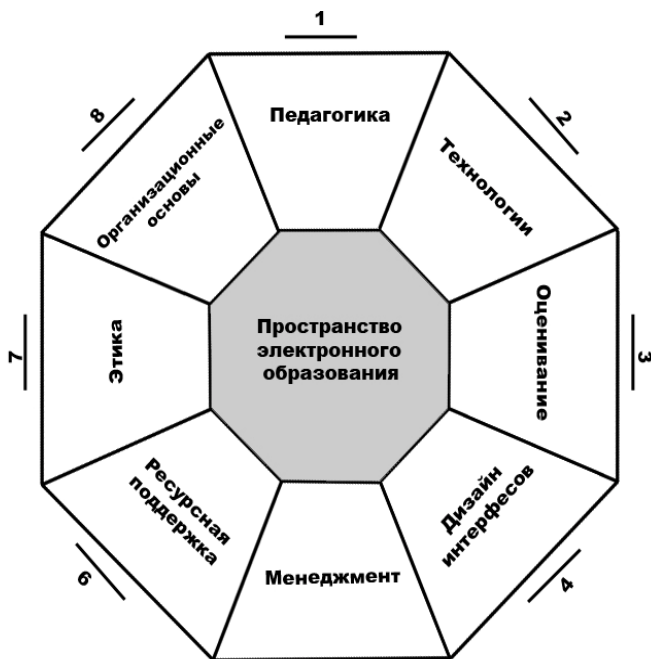 1
Педагогика
2
Технологии
3
Оценивание
4
Дизайн
интерфесов
Менеджмент
6
Ресурсная
поддержка
7
Этика
8
Организационные
основы
Пространство
электронного
образования